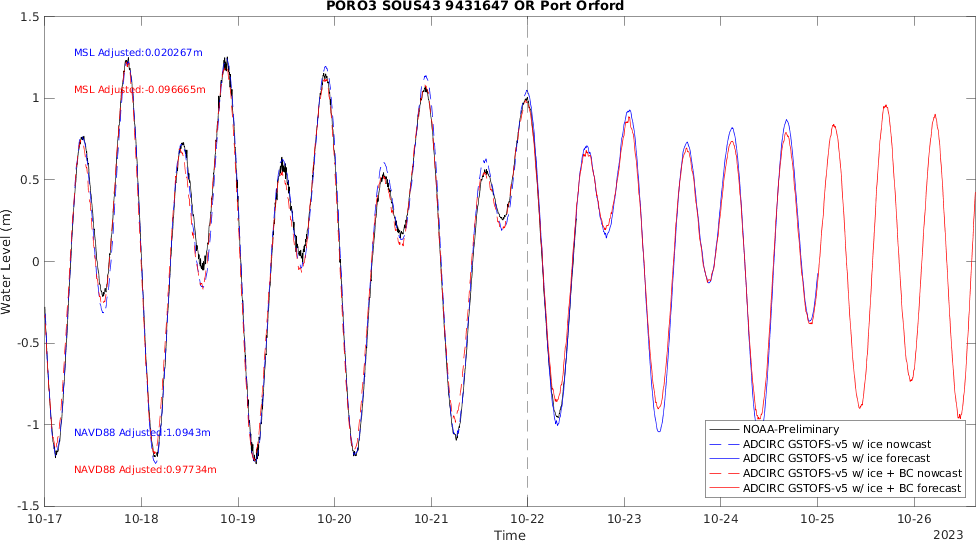 PORO3 SOUS43 9431647 OR Port Orford
1.5
1
0.5
0
-0.5
-1
-1.5
Water Level (m)
MSL Adjusted:0.020267m
MSL Adjusted:-0.096665m
NAVD88 Adjusted:1.0943m
NAVD88 Adjusted:0.97734m
NOAA-Preliminary
ADCIRC GSTOFS-v5 w/ ice nowcast
ADCIRC GSTOFS-v5 w/ ice forecast
ADCIRC GSTOFS-v5 w/ ice + BC nowcast
ADCIRC GSTOFS-v5 w/ ice + BC forecast
10-17 10-18 10-19 10-20 10-21 10-22 10-23 10-24 10-25 10-26
Time
2023